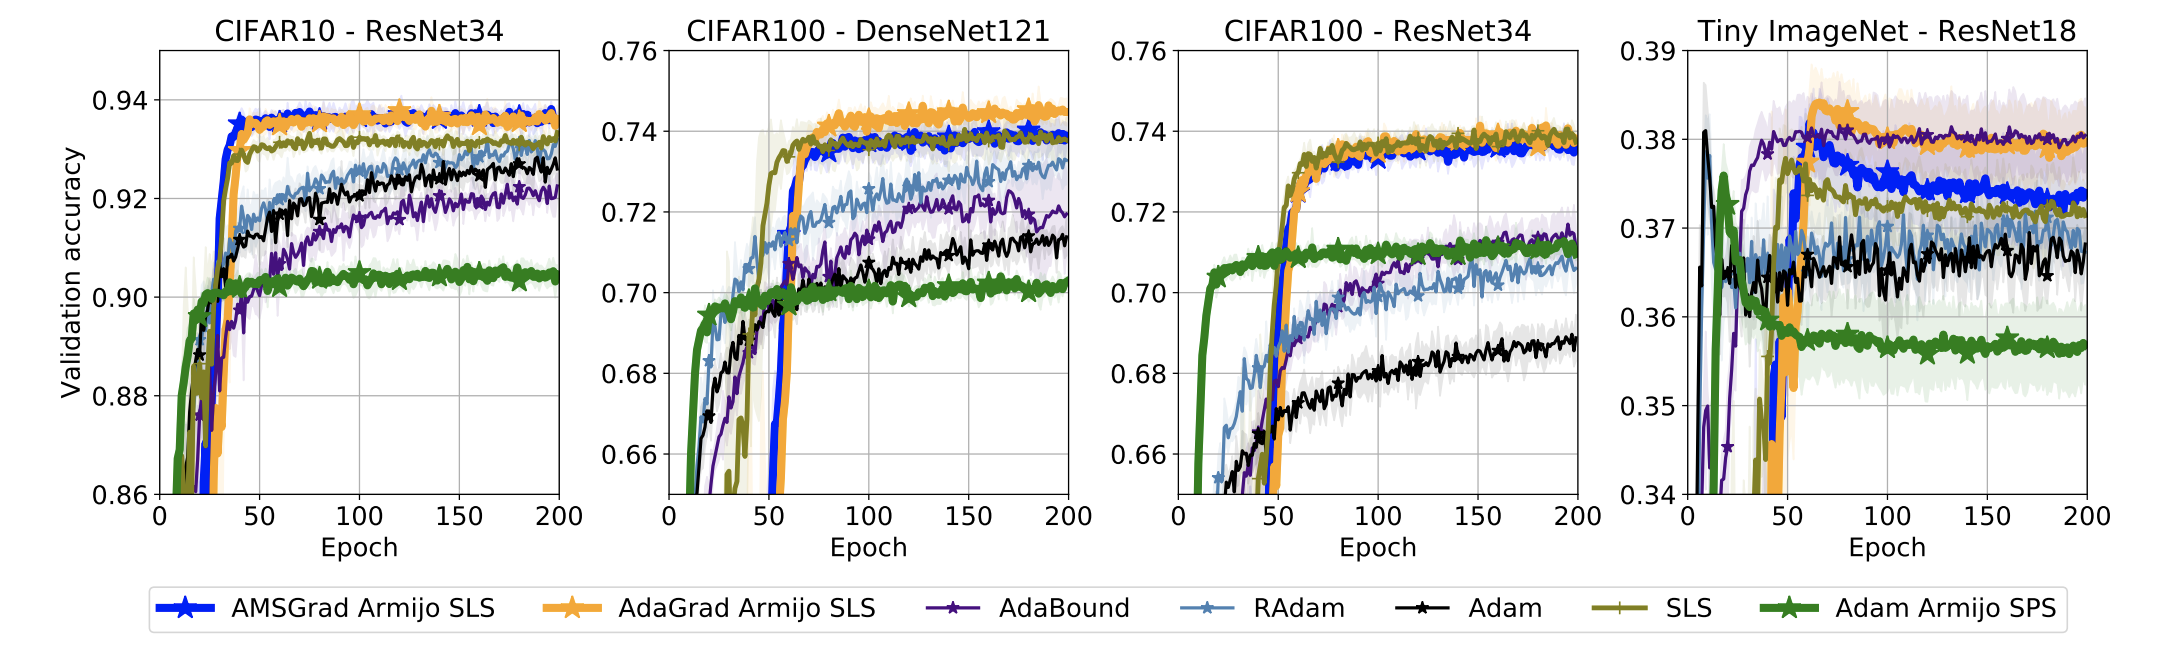 CIFAR10 - ResNet34
CIFAR100 - DenseNet121
CIFAR100 - ResNet34
Tiny ImageNet - ResNet18
Validation accuracy
0.94
0.92
0.90
0.88
0.86
0 50 100 150 200
Epoch
0.76
0.74
0.72
0.70
0.68
0.66
0 50 100 150 200
Epoch
0.76
0.74
0.72
0.70
0.68
0.66
0 50 100 150 200
Epoch
0.39
0.38
0.37
0.36
0.35
0.34
0 50 100 150 200
Epoch
AMSGrad Armijo SLS AdaGrad Armijo SLS AdaBound RAdam Adam SLS Adam Armijo SPS